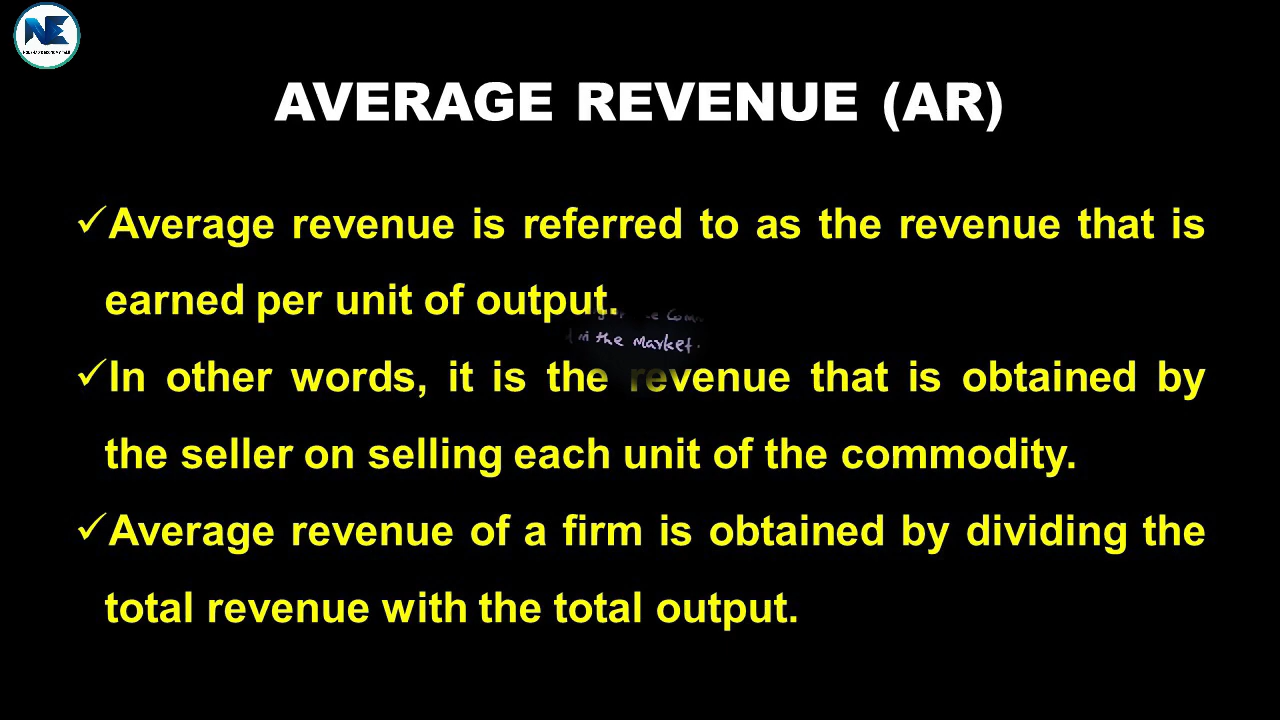 NE
AVERAGE REVENUE (AR)
✓Average revenue is referred to as the revenue that is
earned per unit of output.
the market.
✓In other words, it is the revenue that is obtained by
the seller on selling each unit of the commodity.
✓Average revenue of a firm is obtained by dividing the
total revenue with the total output.